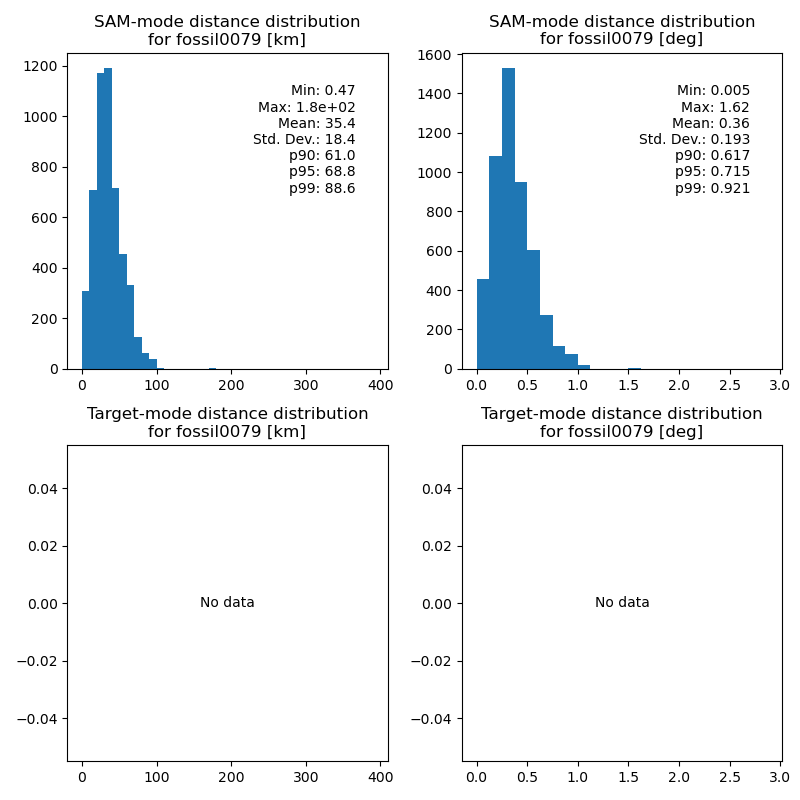 SAM-mode distance distribution
for fossil0079 [km]
1200
1000
800
600
400
200
0
0
100
200
300
400
Min: 0.47
Max: 1.8e+02
Mean: 35.4
Std. Dev.: 18.4
p90: 61.0
p95: 68.8
p99: 88.6
SAM-mode distance distribution
for fossil0079 [deg]
1600
1400
1200
1000
800
600
400
200
0
0.0
0.5
1.0
1.5
2.0
2.5
3.0
Min: 0.005
Max: 1.62
Mean: 0.36
Std. Dev.: 0.193
p90: 0.617
p95: 0.715
p99: 0.921
Target-mode distance distribution
for fossil0079 [km]
0.04
0.02
0.00
−0.02
−0.04
No data
0
100
200
300
400
Target-mode distance distribution
for fossil0079 [deg]
0.04
0.02
0.00
−0.02
−0.04
No data
0.0
0.5
1.0
1.5
2.0
2.5
3.0